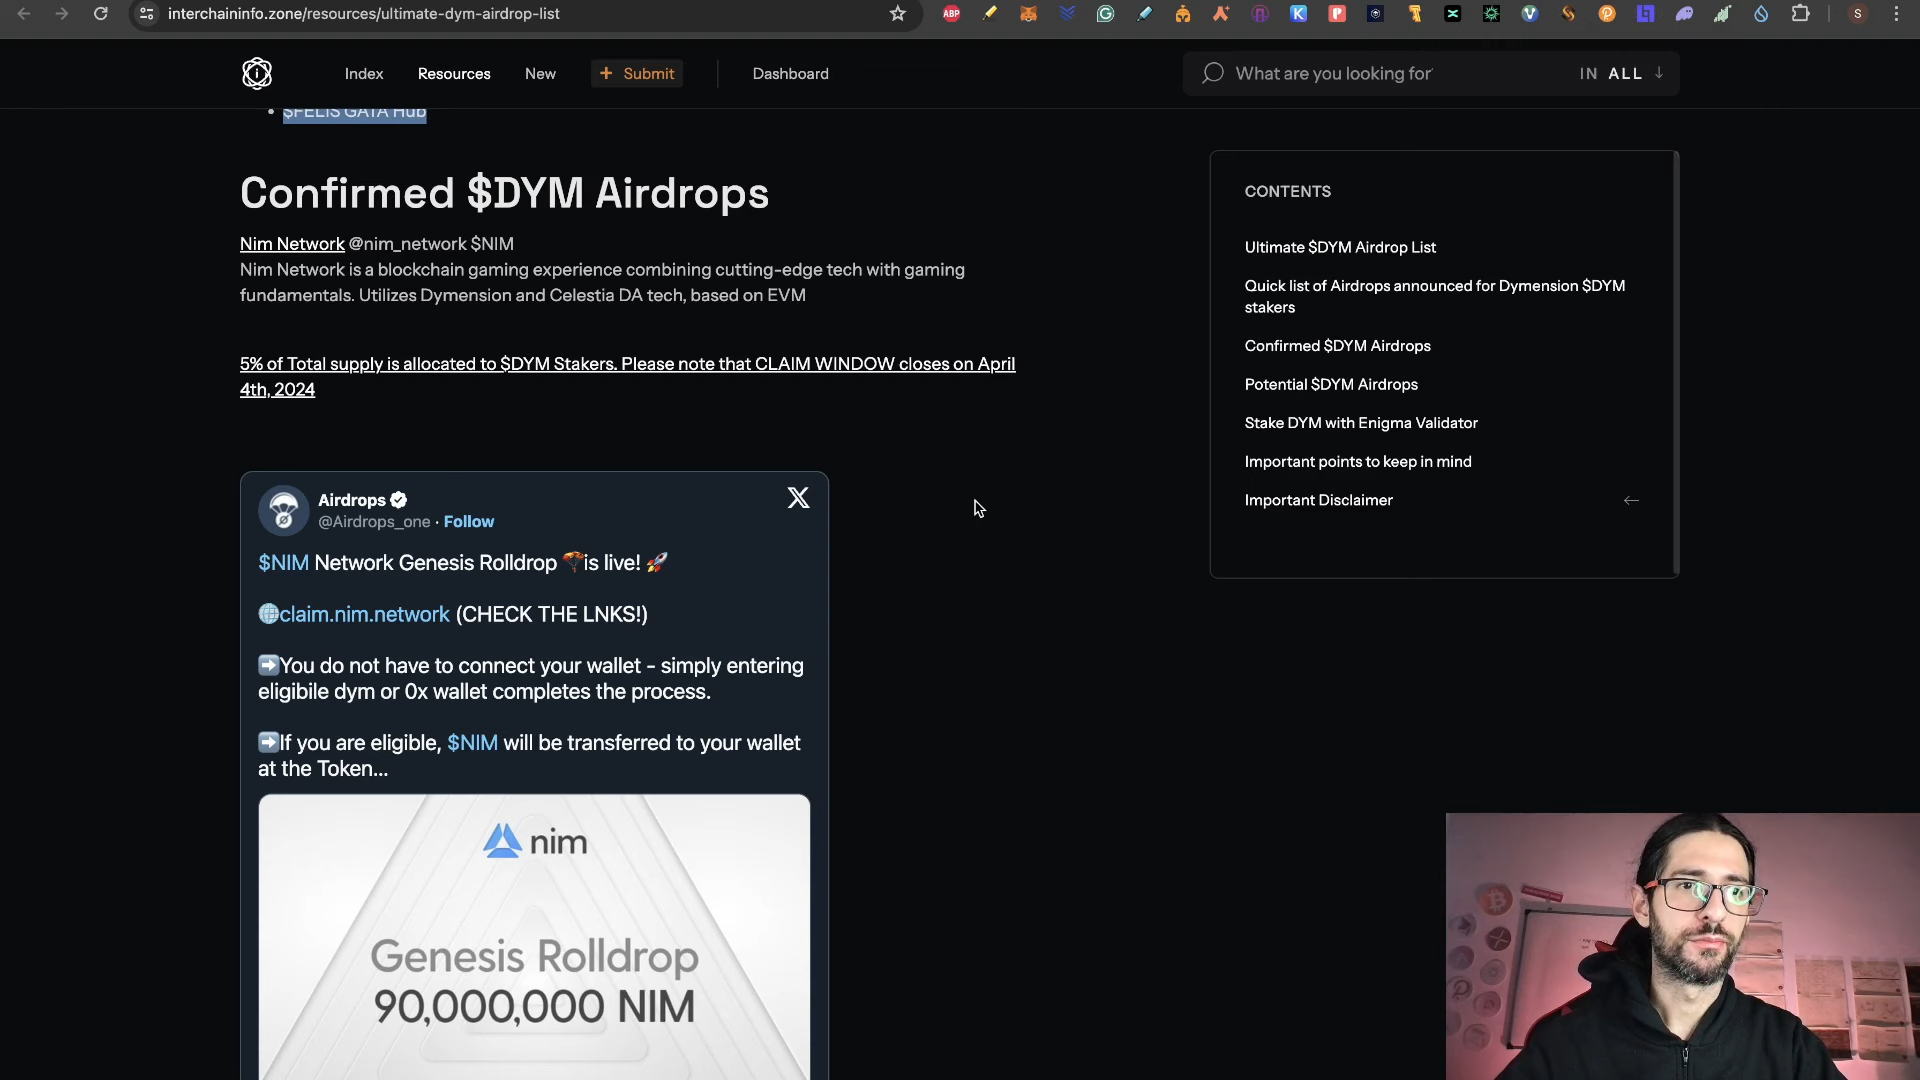 interchaininfo.zone/resources/ultimate-dym-airdrop-list
ABP
S
Index
Resources
New
+ Submit
Dashboard
What are you looking for
IN ALL ↓
• $FELIS GATA Hub
Confirmed $DYM Airdrops
Nim Network @nim_network $NIM
Nim Network is a blockchain gaming experience combining cutting-edge tech with gaming
fundamentals. Utilizes Dymension and Celestia DA tech, based on EVM
5% of Total supply is allocated to $DYM Stakers. Please note that CLAIM WINDOW closes on April
4th, 2024
Airdrops
@Airdrops_one · Follow
$NIM Network Genesis Rolldrop 🪂is live! 🚀
🌐claim.nim.network (CHECK THE LNKS!)
➡️You do not have to connect your wallet - simply entering
eligibile dym or 0x wallet completes the process.
➡️If you are eligible, $NIM will be transferred to your wallet
at the Token...
nim
Genesis Rolldrop
90,000,000 NIM
CONTENTS
Ultimate $DYM Airdrop List
Quick list of Airdrops announced for Dymension $DYM
stakers
Confirmed $DYM Airdrops
Potential $DYM Airdrops
Stake DYM with Enigma Validator
Important points to keep in mind
Important Disclaimer ←